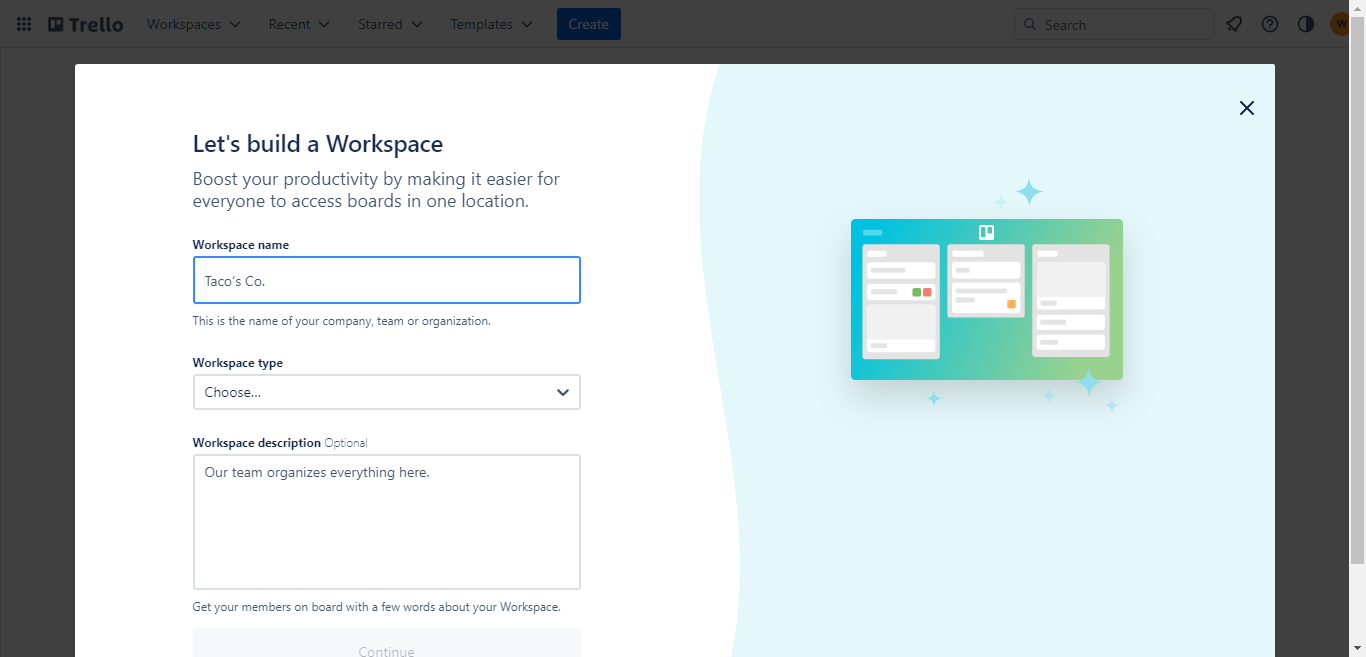 Trello
Workspaces
Recent
Starred
Templates
Create
Search
W
Let's build a Workspace
Boost your productivity by making it easier for
everyone to access boards in one location.
Workspace name
Taco's Co.
This is the name of your company, team or organization.
Workspace type
Choose...
Workspace description Optional
Our team organizes everything here.
Get your members on board with a few words about your Workspace.
Continue